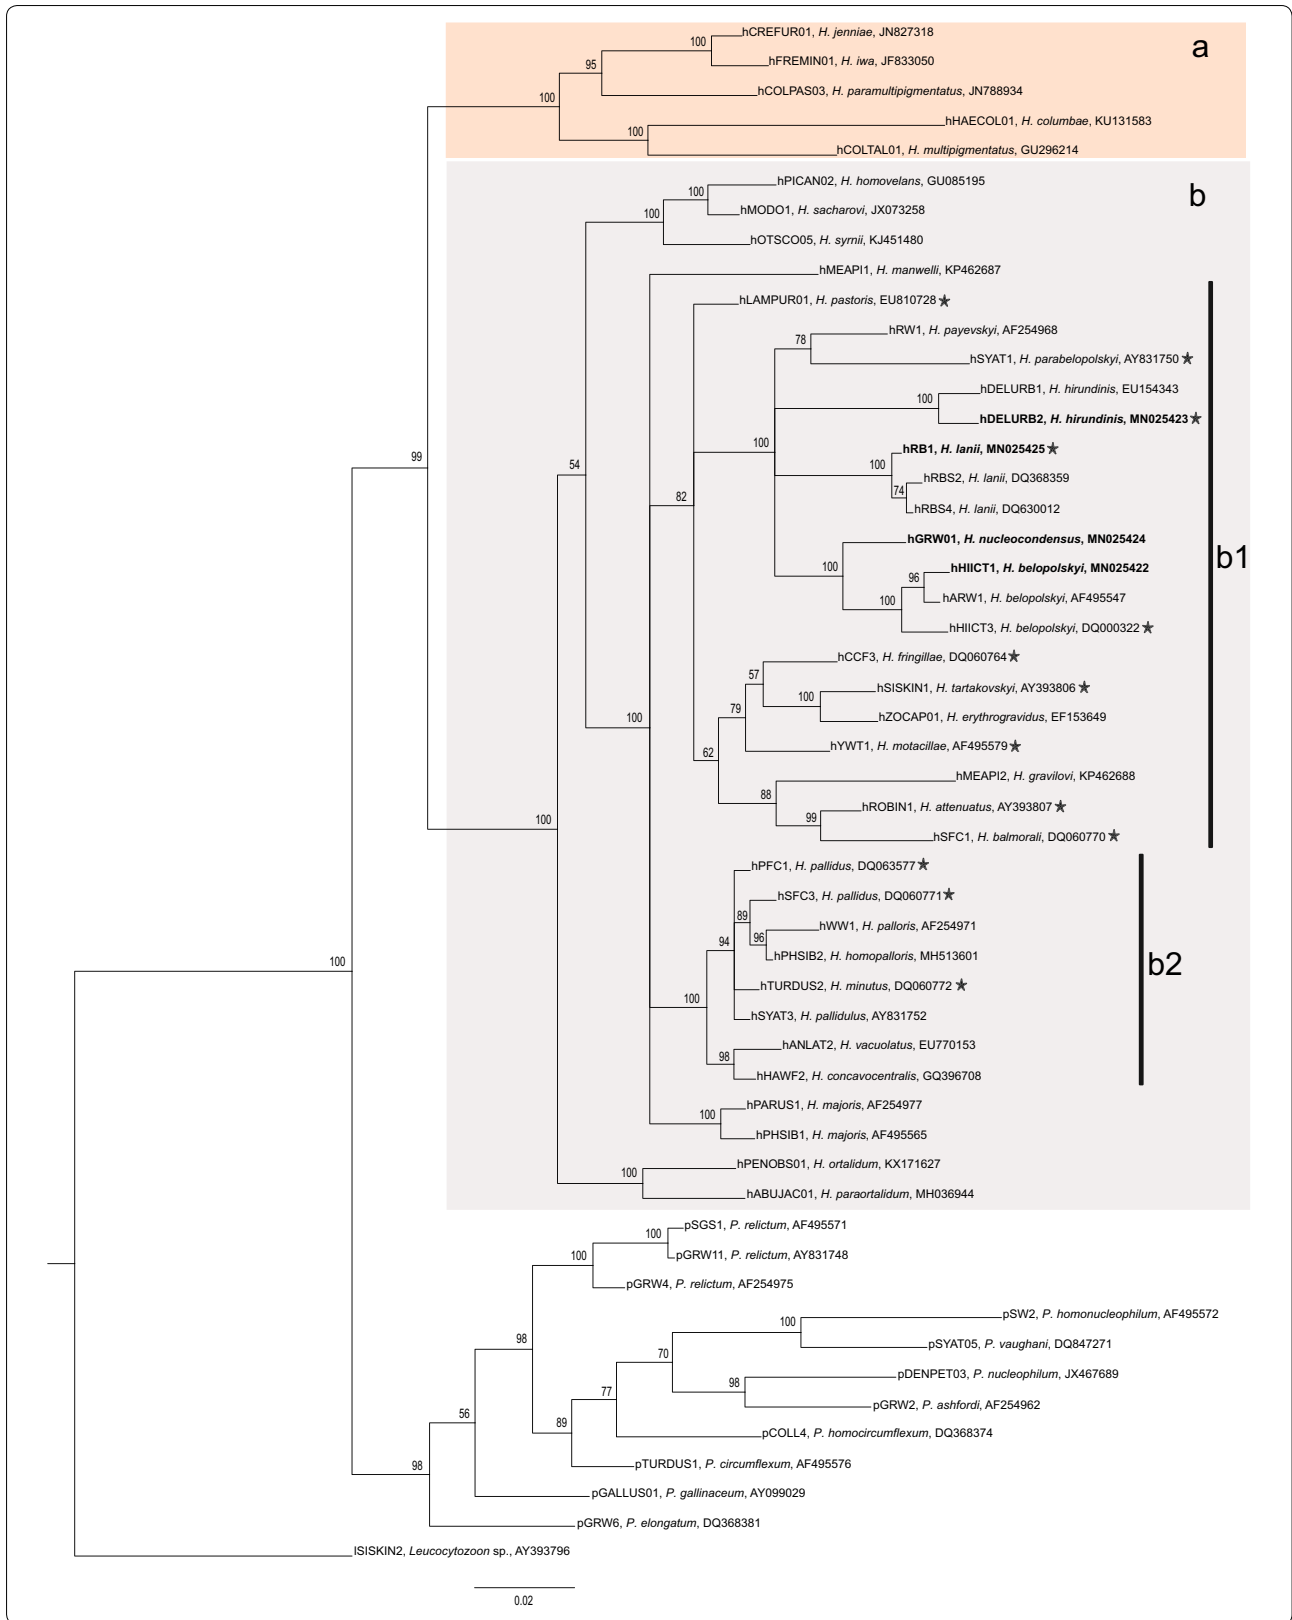 hCREFUR01, H. jenniae, JN827318
a
100
hFREMIN01, H. iwa, JF833050
95
hCOLPAS03, H. paramultipigmentatus, JN788934
100
hHAECOL01, H. columbae, KU131583
100
hCOLTAL01, H. multipigmentatus, GU296214
hPICAN02, H. homovelans, GU085195
b
100
hMODO1, H. sacharovi, JX073258
100
hOTSCO05, H. syrnii, KJ451480
hMEAPI1, H. manwelli, KP462687
hLAMPUR01, H. pastoris, EU810728 ★
hRW1, H. payevskyi, AF254968
78
hSYAT1, H. parabelopolskyi, AY831750 ★
hDELURB1, H. hirundinis, EU154343
100
hDELURB2, H. hirundinis, MN025423 ★
100
hRB1, H. lanii, MN025425 ★
99
54
100
hRBS2, H. lanii, DQ368359
74
82
hRBS4, H. lanii, DQ630012
hGRW01, H. nucleocondensus, MN025424
b1
100
hHIICT1, H. belopolskyi, MN025422
96
hARW1, H. belopolskyi, AF495547
100
hHIICT3, H. belopolskyi, DQ000322 ★
hCCF3, H. fringillae, DQ060764 ★
57
hSISKIN1, H. tartakovskyi, AY393806 ★
100
79
100
hZOCAP01, H. erythrogravidus, EF153649
hYWT1, H. motacillae, AF495579 ★
62
hMEAPI2, H. gravilovi, KP462688
88
hROBIN1, H. attenuatus, AY393807 ★
100
99
hSFC1, H. balmorali, DQ060770 ★
hPFC1, H. pallidus, DQ063577 ★
hSFC3, H. pallidus, DQ060771 ★
89
hWW1, H. palloris, AF254971
94
96
hPHSIB2, H. homopalloris, MH513601
b2
100
hTURDUS2, H. minutus, DQ060772 ★
100
hSYAT3, H. pallidulus, AY831752
hANLAT2, H. vacuolatus, EU770153
98
hHAWF2, H. concavocentralis, GQ396708
hPARUS1, H. majoris, AF254977
100
hPHSIB1, H. majoris, AF495565
hPENOBS01, H. ortalidum, KX171627
100
hABUJAC01, H. paraortalidum, MH036944
pSGS1, P. relictum, AF495571
100
pGRW11, P. relictum, AY831748
100
pGRW4, P. relictum, AF254975
pSW2, P. homonucleophilum, AF495572
100
98
pSYAT05, P. vaughani, DQ847271
70
pDENPET03, P. nucleophilum, JX467689
98
77
pGRW2, P. ashfordi, AF254962
56
89
pCOLL4, P. homocircumflexum, DQ368374
98
pTURDUS1, P. circumflexum, AF495576
pGALLUS01, P. gallinaceum, AY099029
pGRW6, P. elongatum, DQ368381
lSISKIN2, Leucocytozoon sp., AY393796
0.02